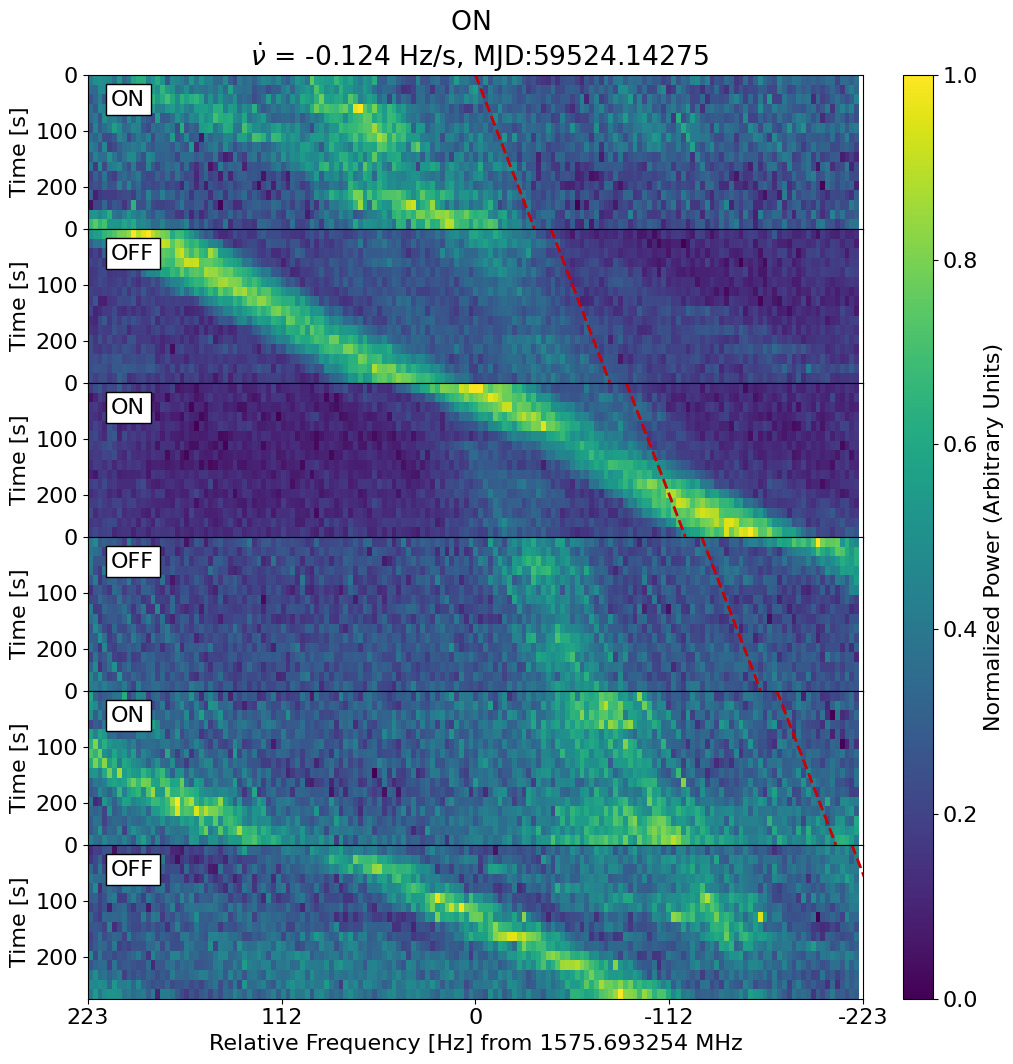 ON
ν̇ = -0.124 Hz/s, MJD:59524.14275
0
ON
100
Time [s]
200
0
OFF
100
Time [s]
200
0
ON
100
Time [s]
200
0
OFF
100
Time [s]
200
0
ON
100
Time [s]
200
0
OFF
100
Time [s]
200
223 112 0 -112 -223
Relative Frequency [Hz] from 1575.693254 MHz
1.0
0.8
0.6
0.4
0.2
0.0
Normalized Power (Arbitrary Units)